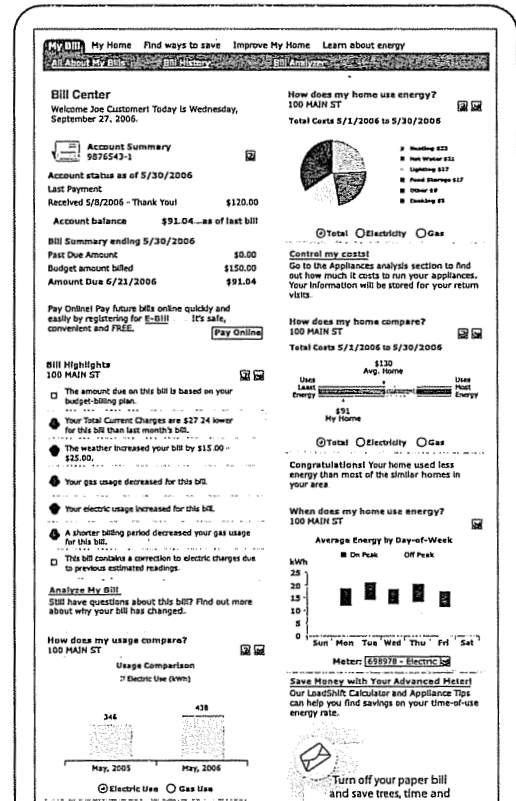 My Bill My Home Find ways to save Improve My Home Learn about energy
All About My Bills Bill History Bill Analyzer
Bill Center
Welcome Joe Customer! Today is Wednesday,
September 27, 2006.
Account Summary
9876543-1
Account status as of 5/30/2006
Last Payment
Received 5/8/2006 - Thank You! $120.00
Account balance $91.04 as of last bill
Bill Summary ending 5/30/2006
Past Due Amount $0.00
Budget amount billed $150.00
Amount Due 6/21/2006 $91.04
Pay Online! Pay future bills online quickly and
easily by registering for E-Bill It's safe,
convenient and FREE.
Pay Online
Bill Highlights
100 MAIN ST
The amount due on this bill is based on your
budget-billing plan.
Your Total Current Charges are $27 24 lower
for this bill than last month's bill.
The weather increased your bill by $15.00 -
$25.00.
Your gas usage decreased for this bill.
Your electric usage increased for this bill.
A shorter billing period decreased your gas usage
for this bill.
This bill contains a correction to electric charges due
to previous estimated readings.
Analyze My Bill
Still have questions about this bill? Find out more
about why your bill has changed.
How does my usage compare?
100 MAIN ST
Usage Comparison
Electric Use (kWh)
346
438
May, 2005 May, 2006
Electric Use Gas Use
How does my home use energy?
100 MAIN ST
Total Costs 5/1/2006 to 5/30/2006
Heating $23
Hot Water $21
Lighting $17
Food Storage $17
Other $8
Cooking $5
Total Electricity Gas
Control my costs!
Go to the Appliances analysis section to find
out how much it costs to run your appliances.
Your information will be stored for your return
visits.
How does my home compare?
100 MAIN ST
Total Costs 5/1/2006 to 5/30/2006
$130
Avg. Home
Uses
Least
Energy
Uses
Most
Energy
$91
My Home
Total Electricity Gas
Congratulations! Your home used less
energy than most of the similar homes in
your area
When does my home use energy?
100 MAIN ST
Average Energy by Day-of-Week
On Peak Off Peak
kWh
25
20
15
10
5
0
Sun Mon Tue Wed Thu Fri Sat
Meter: 698978 - Electric
Save Money with Your Advanced Meter!
Our LoadShift Calculator and Appliance Tips
can help you find savings on your time-of-use
energy rate.
Turn off your paper bill
and save trees, time and